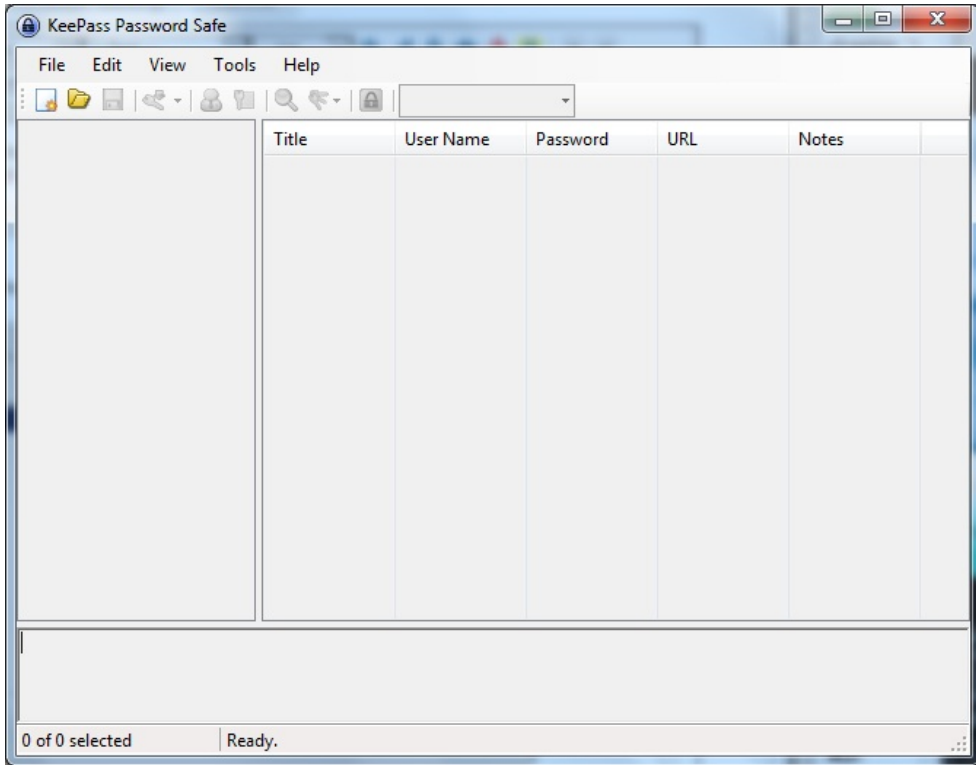 KeePass Password Safe
File Edit View Tools Help
Title User Name Password URL Notes
0 of 0 selected Ready.